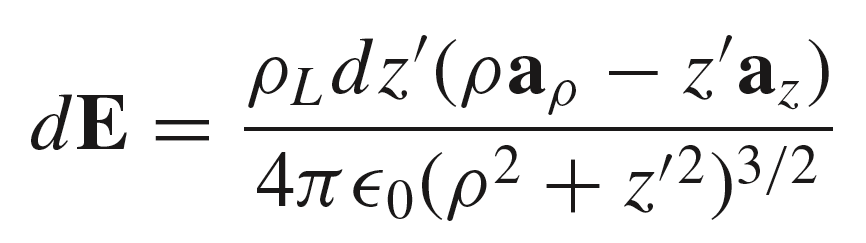 d𝐄 = ρ_L dz′(ρ𝐚_ρ − z′𝐚_z) / 4πϵ₀(ρ² + z′²)^{3/2}